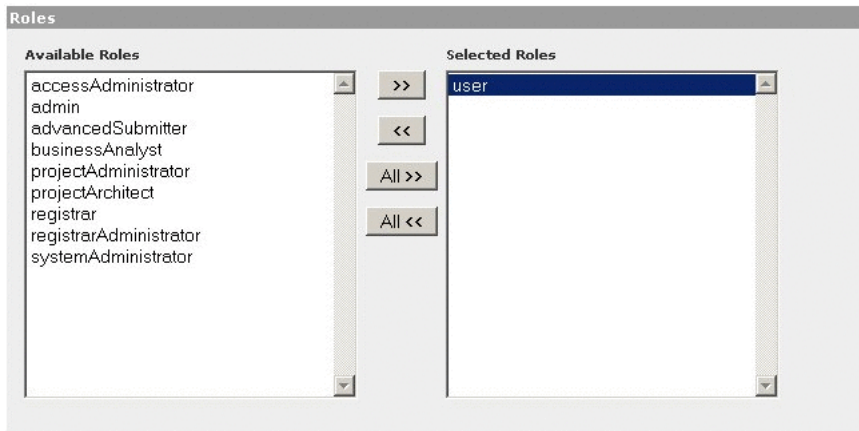 Roles
Available Roles
accessAdministrator
admin
advancedSubmitter
businessAnalyst
projectAdministrator
projectArchitect
registrar
registrarAdministrator
systemAdministrator
>>
<<
All >>
All <<
Selected Roles
user